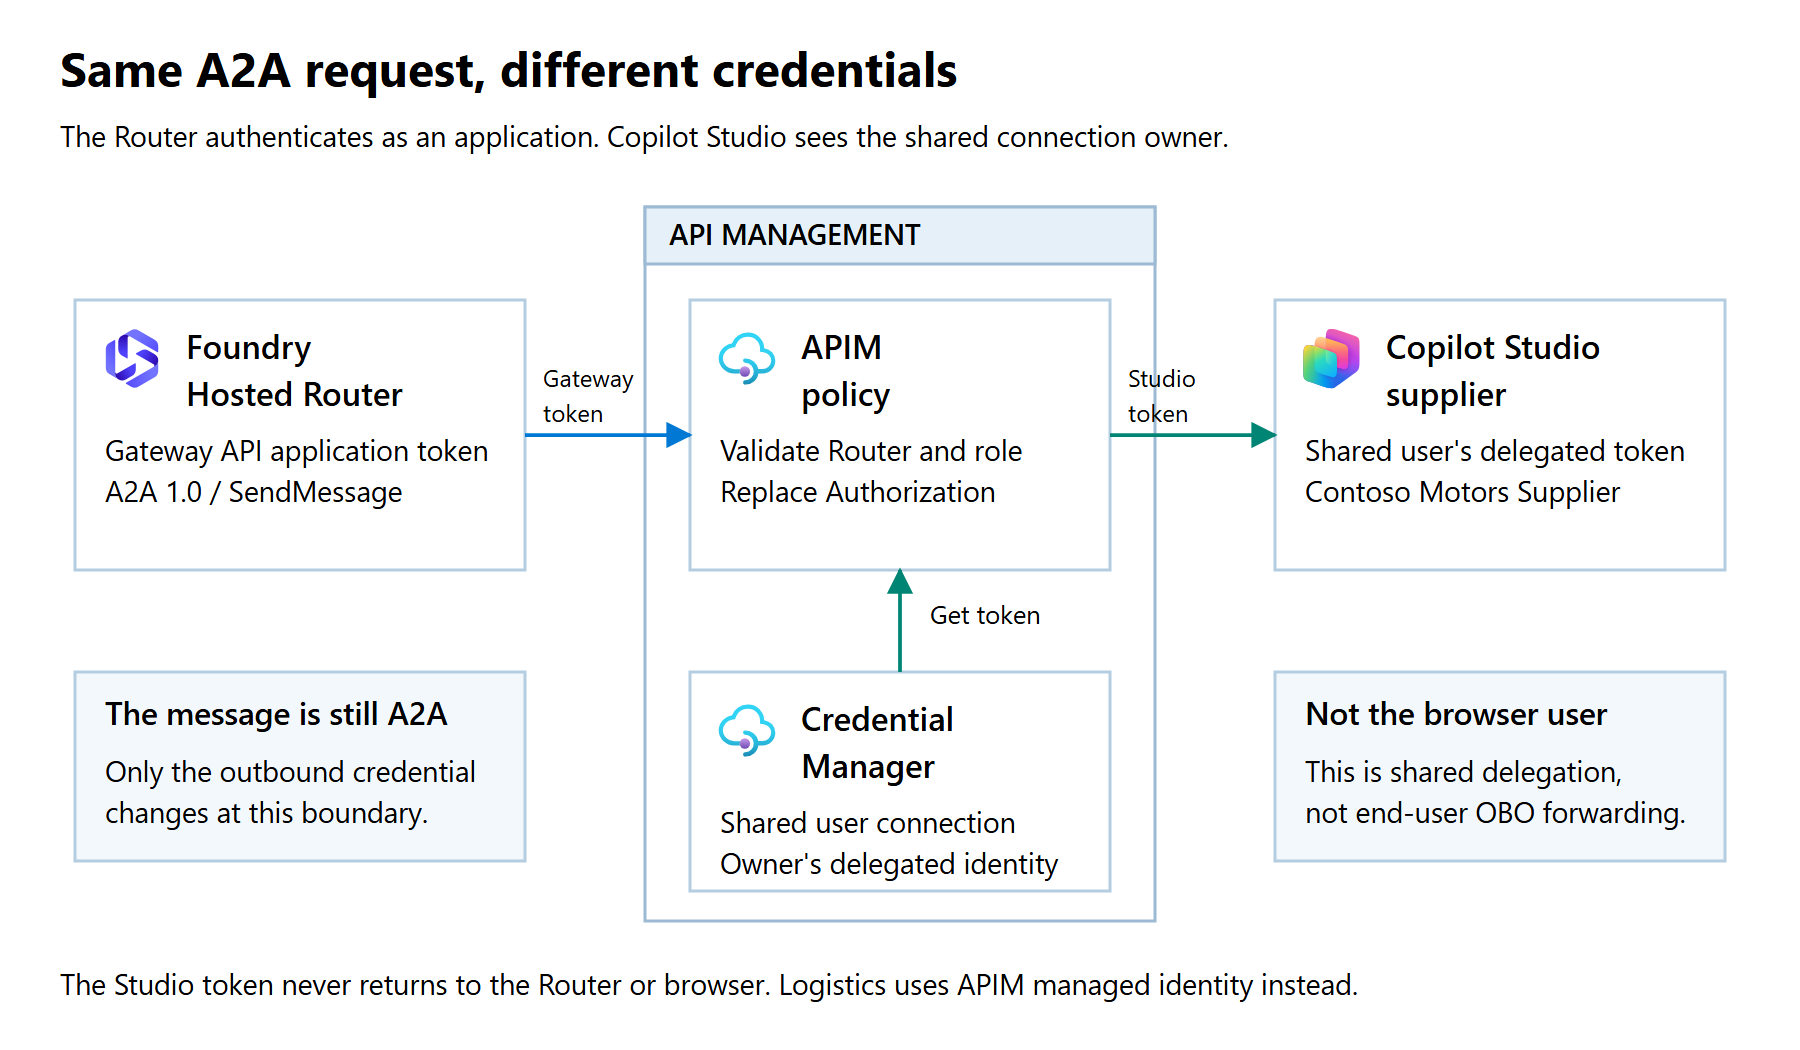 Same A2A request, different credentials
The Router authenticates as an application. Copilot Studio sees the shared connection owner.
API MANAGEMENT
Foundry
Hosted Router
Gateway API application token
A2A 1.0 / SendMessage
Gateway
token
APIM
policy
Validate Router and role
Replace Authorization
Studio
token
Copilot Studio
supplier
Shared user's delegated token
Contoso Motors Supplier
Get token
The message is still A2A
Only the outbound credential
changes at this boundary.
Credential
Manager
Shared user connection
Owner's delegated identity
Not the browser user
This is shared delegation,
not end-user OBO forwarding.
The Studio token never returns to the Router or browser. Logistics uses APIM managed identity instead.